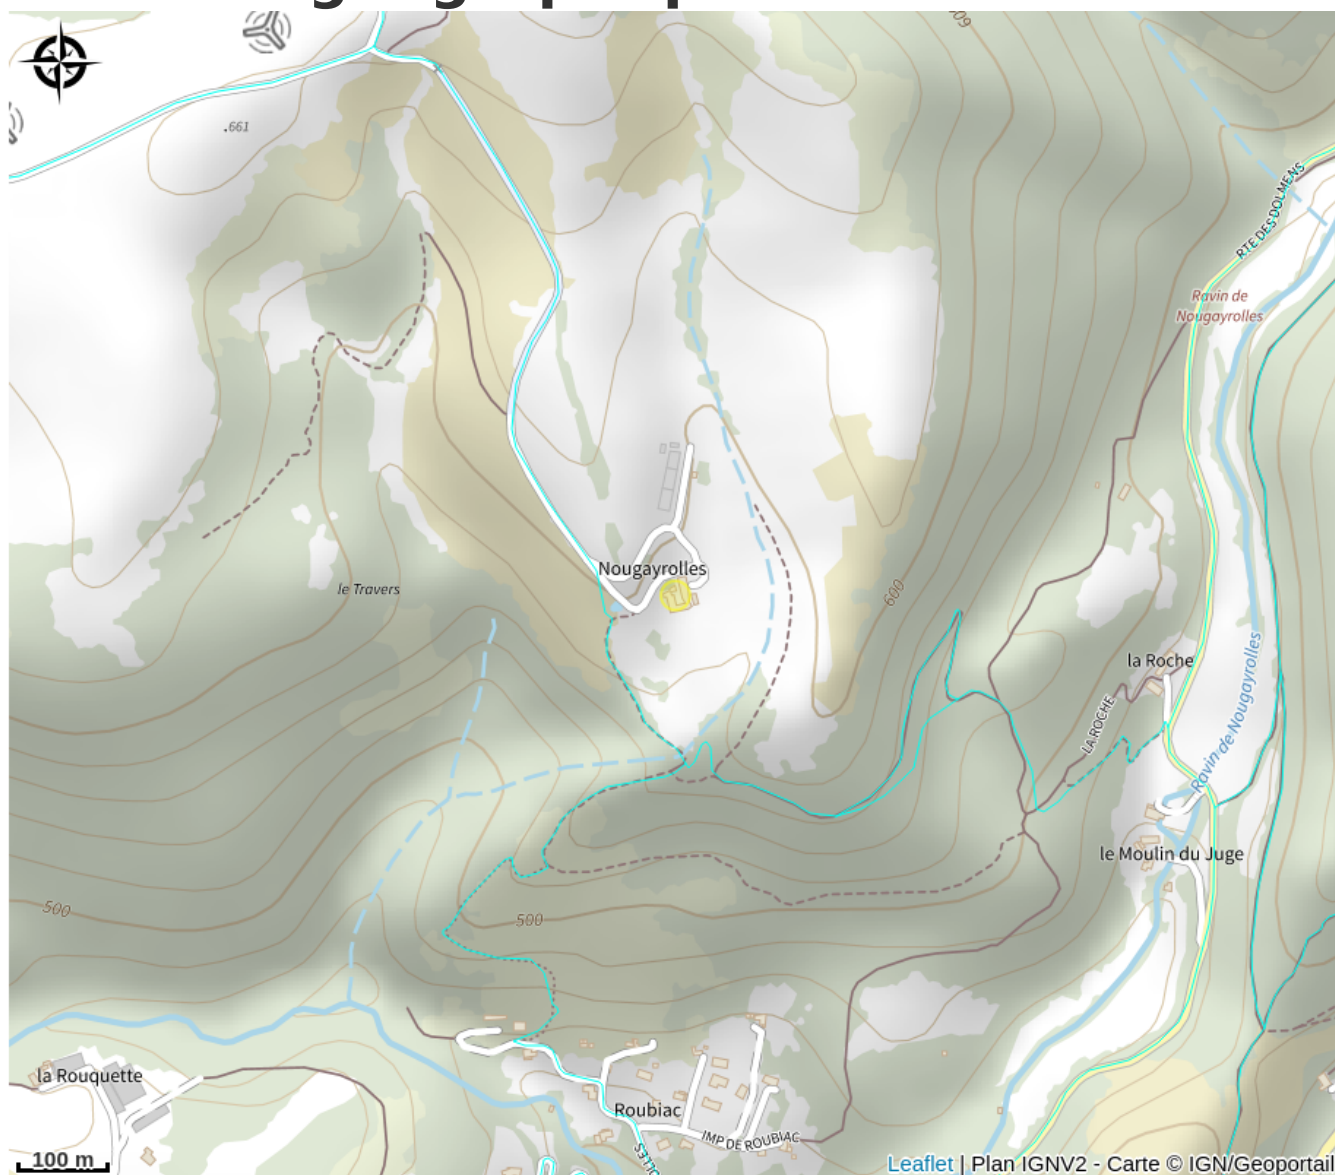 609
.661
RTE DES DOLMENS
Ravin de
Nougayrolles
Nougayrolles
le Travers
600
la Roche
LA ROCHE
Ravin de Nougayrolles
le Moulin du Juge
500
500
la Rouquette
Roubiac
IMP DE ROUBIAC
100 m
Leaflet | Plan IGNV2 - Carte © IGN/Geoportail